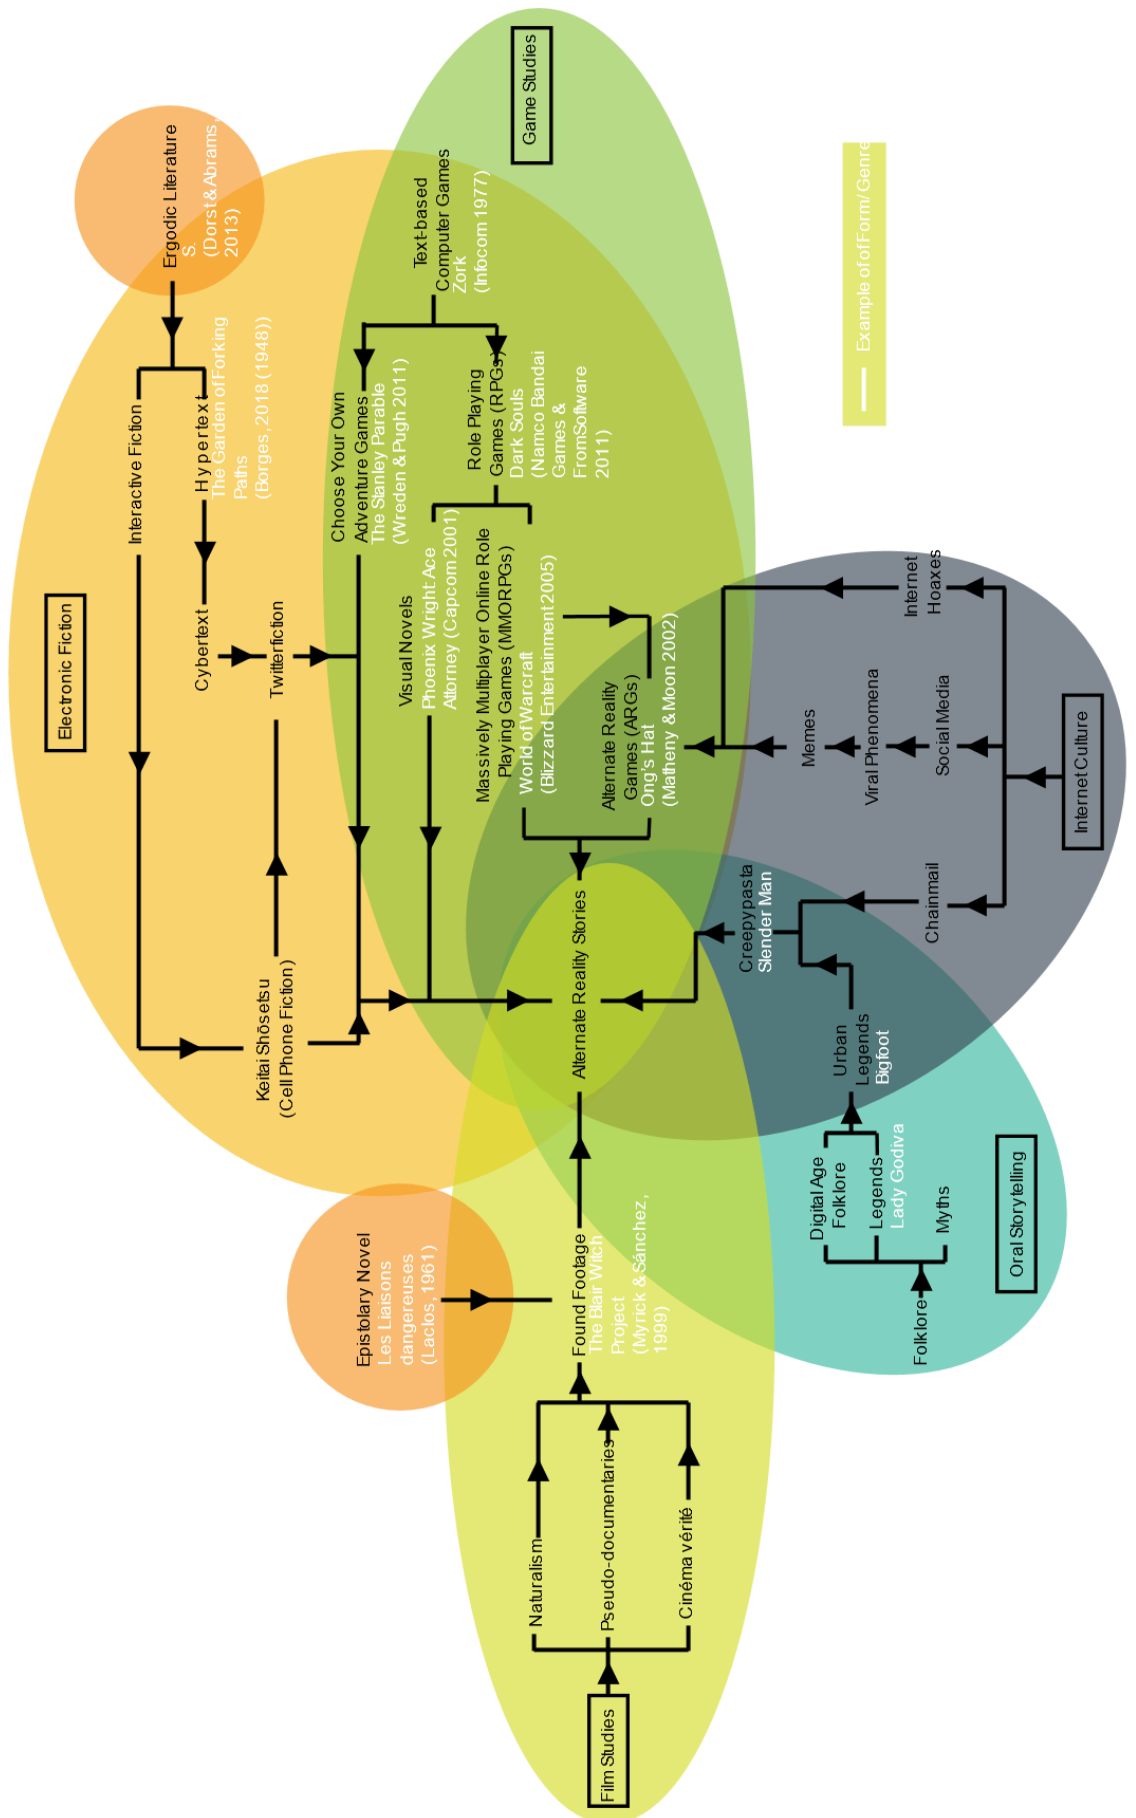 Electronic Fiction
Interactive Fiction
Ergodic Literature
S.
(Dorst & Abrams,
2013)
Hypertext
The Garden of Forking
Paths
(Borges, 2018 (1948))
Cybertext
Twitterfiction
Keitai Shōsetsu
(Cell Phone Fiction)
Choose Your Own
Adventure Games
The Stanley Parable
(Wreden & Pugh 2011)
Text-based
Computer Games
Zork
(Infocom 1977)
Game Studies
Role Playing
Games (RPGs)
Dark Souls
(Namco Bandai
Games &
FromSoftware
2011)
Visual Novels
Phoenix Wright: Ace
Attorney (Capcom 2001)
Massively Multiplayer Online Role
Playing Games (MMORPGs)
World of Warcraft
(Blizzard Entertainment 2005)
Alternate Reality
Games (ARGs)
Ong's Hat
(Matheny & Moon 2002)
Alternate Reality Stories
Epistolary Novel
Les Liaisons
dangereuses
(Laclos, 1961)
Found Footage
The Blair Witch
Project
(Myrick & Sánchez,
1999)
Naturalism
Pseudo-documentaries
Cinéma vérité
Film Studies
Creepypasta
Slender Man
Memes
Viral Phenomena
Social Media
Internet
Hoaxes
Chainmail
Internet Culture
Urban
Legends
Bigfoot
Digital Age
Folklore
Legends
Lady Godiva
Myths
Folklore
Oral Storytelling
Example of of Form/ Genre